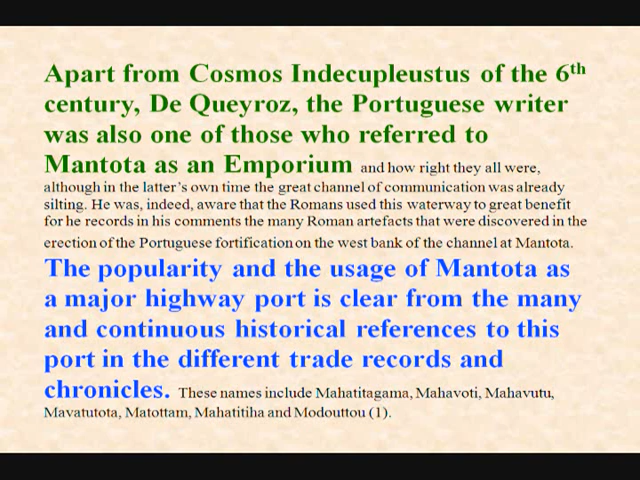 Apart from Cosmos Indecupleustus of the 6th
century, De Queyroz, the Portuguese writer
was also one of those who referred to
Mantota as an Emporium and how right they all were,
although in the latter's own time the great channel of communication was already
silting. He was, indeed, aware that the Romans used this waterway to great benefit
for he records in his comments the many Roman artefacts that were discovered in the
erection of the Portuguese fortification on the west bank of the channel at Mantota.
The popularity and the usage of Mantota as
a major highway port is clear from the many
and continuous historical references to this
port in the different trade records and
chronicles. These names include Mahatitagama, Mahavoti, Mahavutu,
Mavatutota, Matottam, Mahatitiha and Modouttou (1).